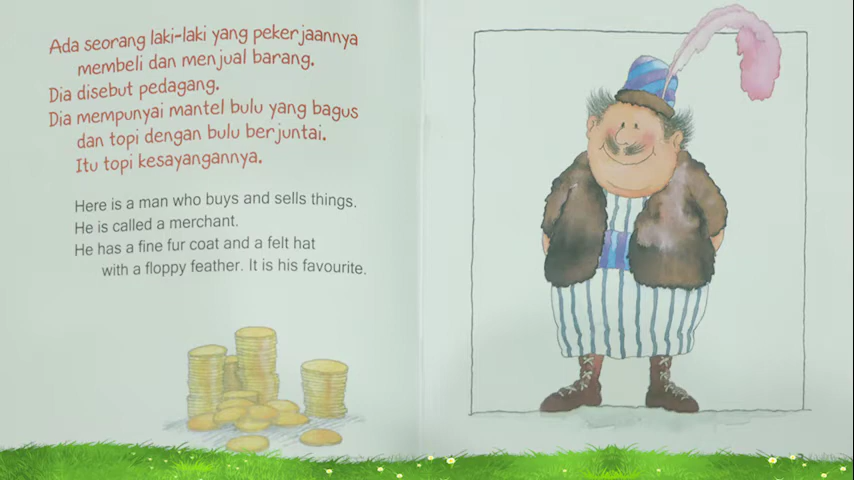 Ada seorang laki-laki yang pekerjaannya
membeli dan menjual barang.
Dia disebut pedagang.
Dia mempunyai mantel bulu yang bagus
dan topi dengan bulu berjuntai.
Itu topi kesayangannya.
Here is a man who buys and sells things.
He is called a merchant.
He has a fine fur coat and a felt hat
with a floppy feather. It is his favourite.